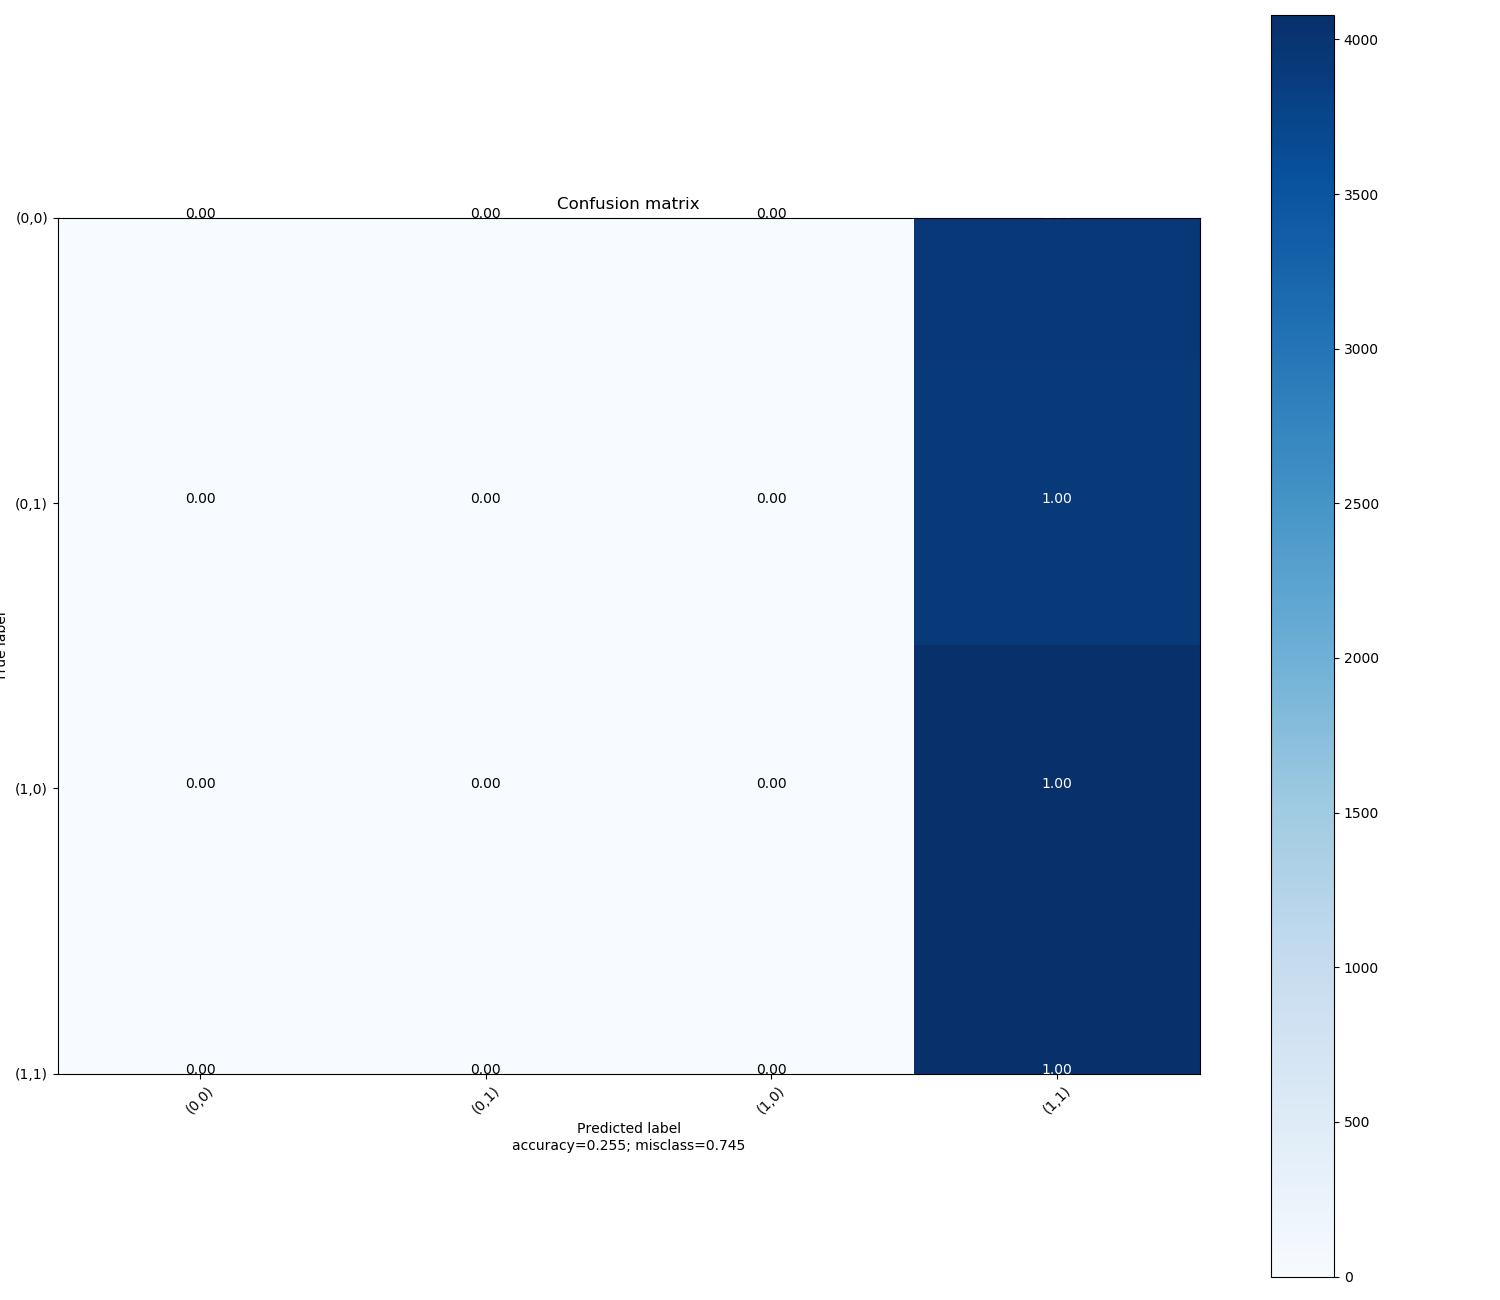 4000
3500
3000
2500
2000
1500
1000
500
0
Confusion matrix
(0,0) 0.00 0.00 0.00
(0,1) 0.00 0.00 0.00 1.00
(1,0) 0.00 0.00 0.00 1.00
(1,1) 0.00 0.00 0.00 1.00
True label
(0,0) (0,1) (1,0) (1,1)
Predicted label
accuracy=0.255; misclass=0.745